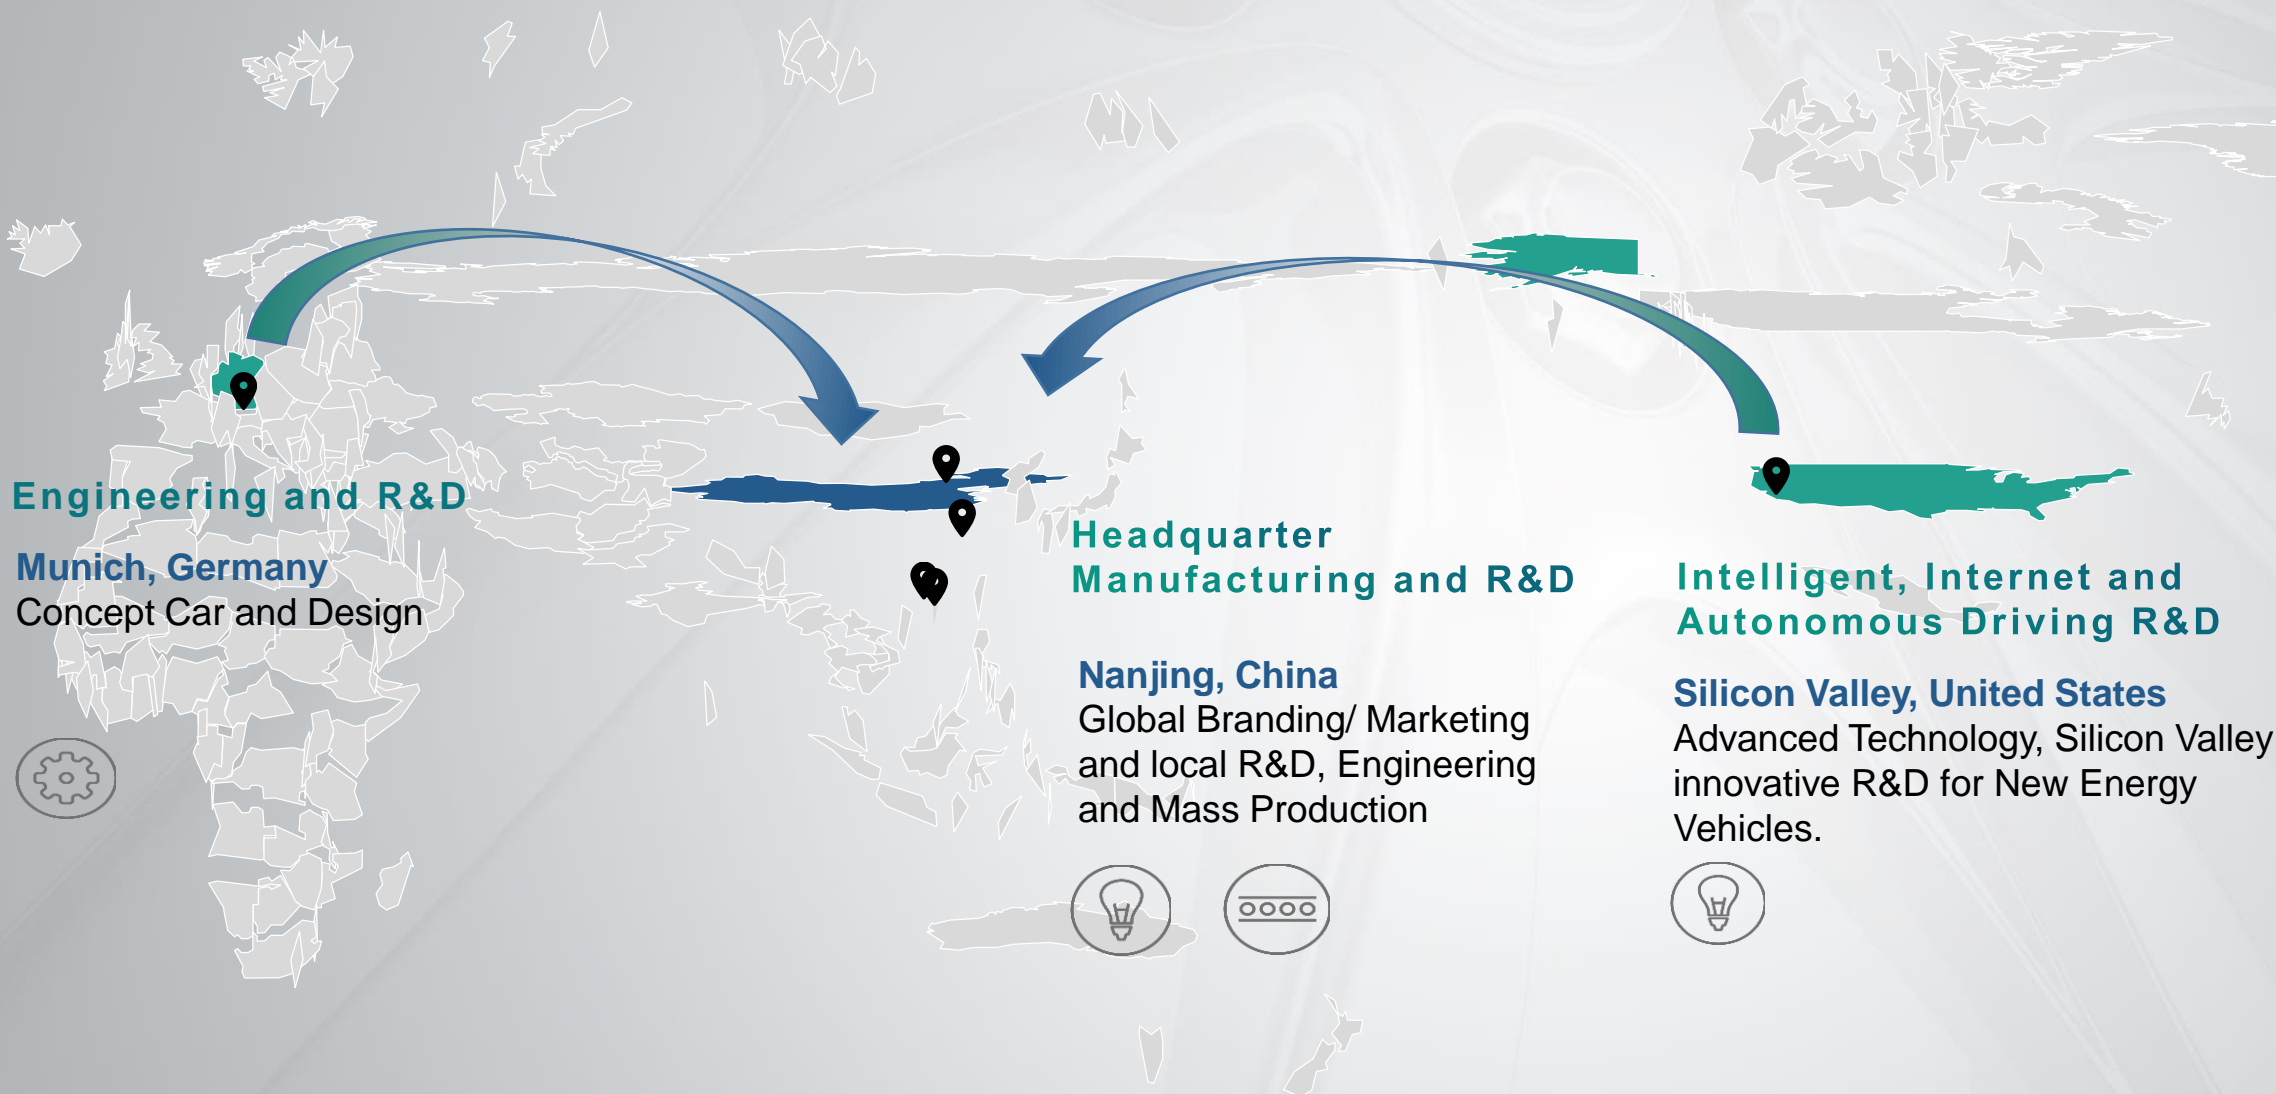 Engineering and R&D
Munich, Germany
Concept Car and Design
Headquarter
Manufacturing and R&D
Nanjing, China
Global Branding/ Marketing
and local R&D, Engineering
and Mass Production
Intelligent, Internet and
Autonomous Driving R&D
Silicon Valley, United States
Advanced Technology, Silicon Valley
innovative R&D for New Energy
Vehicles.